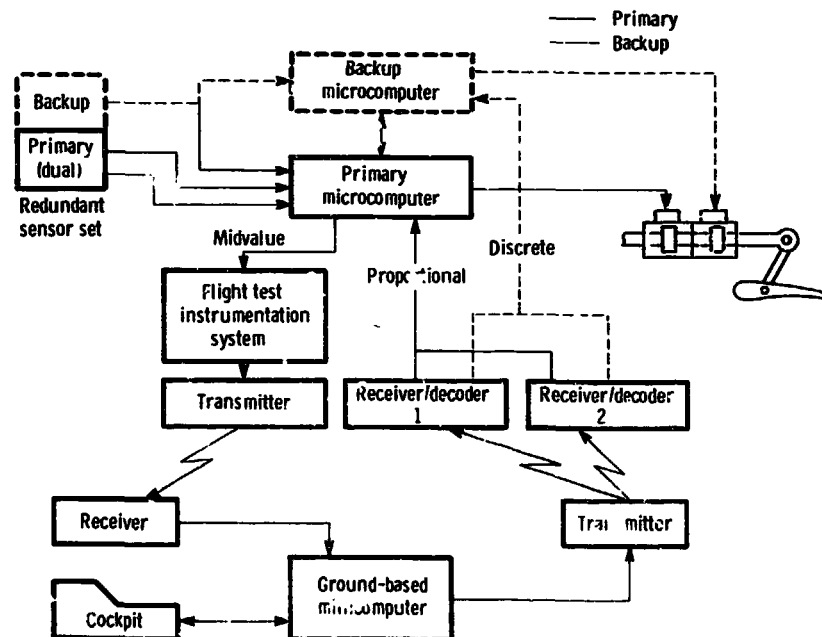 Primary
Backup
Backup
microcomputer
Backup
Primary
(dual)
Redundant
sensor set
Primary
microcomputer
Midvalue
Discrete
Flight test
instrumentation
system
Transmitter
Receiver/decoder
1
Receiver/decoder
2
Receiver
Ground-based
Cockpit